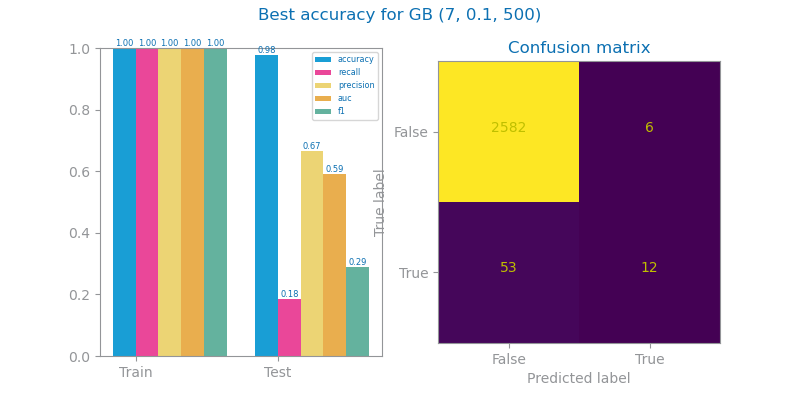 Best accuracy for GB (7, 0.1, 500)
1.0
0.8
0.6
0.4
0.2
0.0
1.00 1.00 1.00 1.00 1.00
0.98
0.18
0.67
0.59
0.29
accuracy
recall
precision
auc
f1
Train
Test
Confusion matrix
True label
False
True
2582
6
53
12
False
True
Predicted label